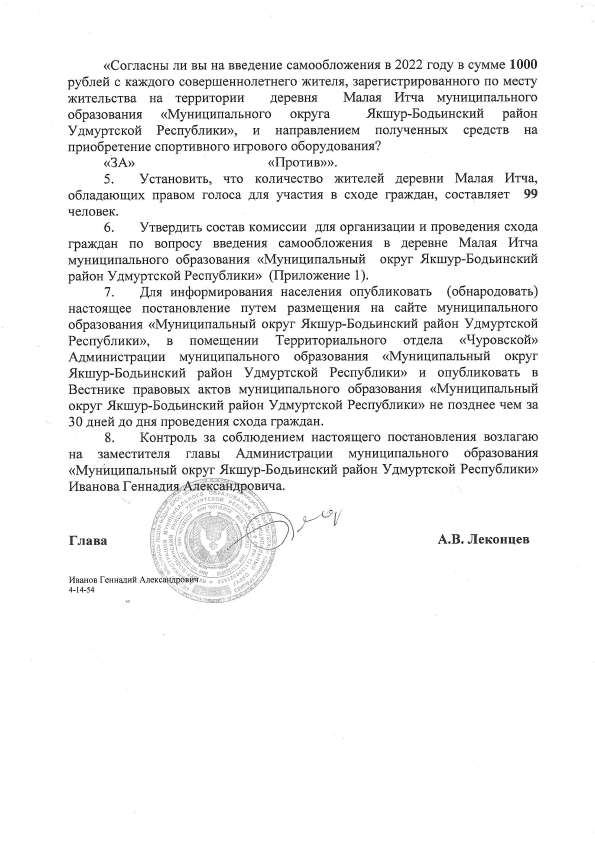 «Согласны ли вы на введение самообложения в 2022 году в сумме 1000
рублей с каждого совершеннолетнего жителя, зарегистрированного по месту
жительства на территории деревня Малая Итча муниципального
образования «Муниципального округа Якшур-Бодьинский район
Удмуртской Республики», и направлением полученных средств на
приобретение спортивного игрового оборудования?
«ЗА» «Против»».
5. Установить, что количество жителей деревни Малая Итча,
обладающих правом голоса для участия в сходе граждан, составляет 99
человек.
6. Утвердить состав комиссии для организации и проведения схода
граждан по вопросу введения самообложения в деревне Малая Итча
муниципального образования «Муниципальный округ Якшур-Бодьинский
район Удмуртской Республики» (Приложение 1).
7. Для информирования населения опубликовать (обнародовать)
настоящее постановление путем размещения на сайте муниципального
образования «Муниципальный округ Якшур-Бодьинский район Удмуртской
Республики», в помещении Территориального отдела «Чуровской»
Администрации муниципального образования «Муниципальный округ
Якшур-Бодьинский район Удмуртской Республики» и опубликовать в
Вестнике правовых актов муниципального образования «Муниципальный
округ Якшур-Бодьинский район Удмуртской Республики» не позднее чем за
30 дней до дня проведения схода граждан.
8. Контроль за соблюдением настоящего постановления возлагаю
на заместителя главы Администрации муниципального образования
«Муниципальный округ Якшур-Бодьинский район Удмуртской Республики»
Иванова Геннадия Александровича.
Глава А.В. Леконцев
Иванов Геннадий Александрович
4-14-54